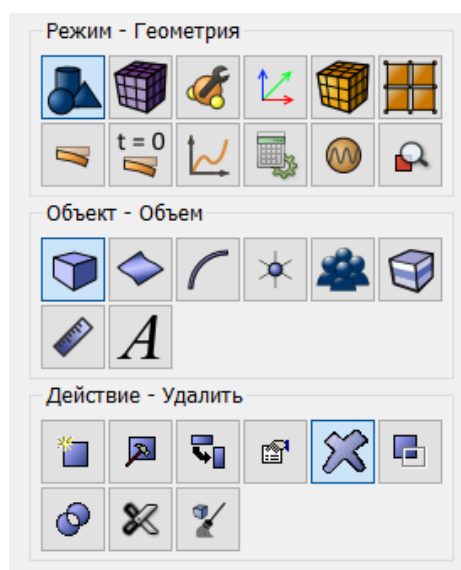 Режим - Геометрия
t = 0
Объект - Объем
A
Действие - Удалить